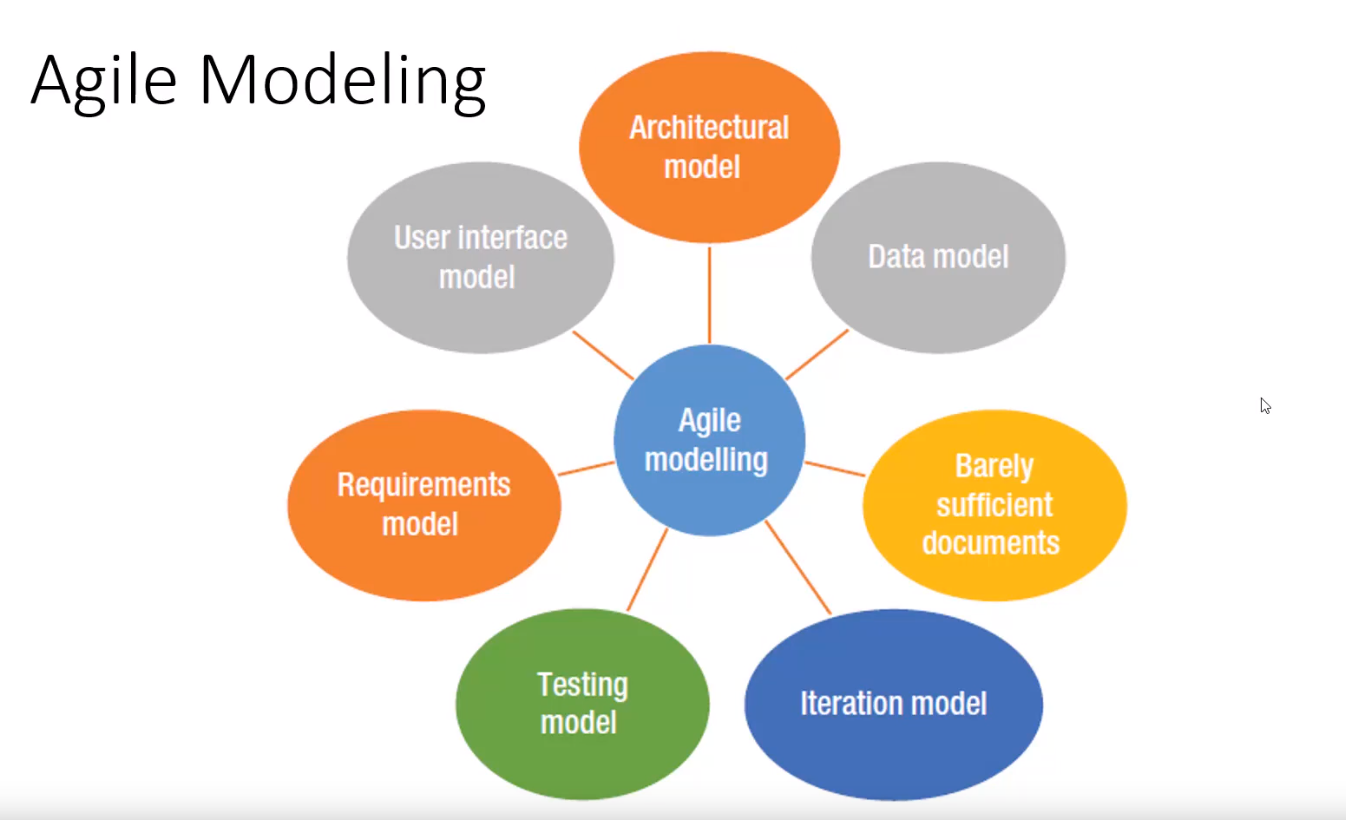 Agile Modeling
Architectural
model
User interface
model
Data model
Agile
modelling
Requirements
model
Barely
sufficient
documents
Testing
model
Iteration model